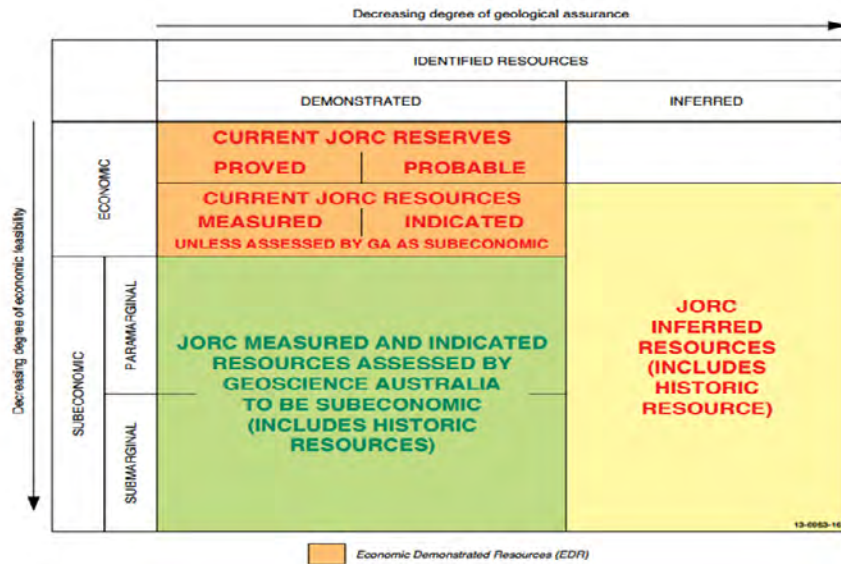 Decreasing degree of geological assurance
IDENTIFIED RESOURCES
DEMONSTRATED
INFERRED
Decreasing degree of economic feasibility
ECONOMIC
CURRENT JORC RESERVES
PROVED
PROBABLE
CURRENT JORC RESOURCES
MEASURED
INDICATED
UNLESS ASSESSED BY GA AS SUBECONOMIC
SUBECONOMIC
PARAMARGINAL
SUBMARGINAL
JORC MEASURED AND INDICATED
RESOURCES ASSESSED BY
GEOSCIENCE AUSTRALIA
TO BE SUBECONOMIC
(INCLUDES HISTORIC
RESOURCES)
JORC
INFERRED
RESOURCES
(INCLUDES
HISTORIC
RESOURCE)
Economic Demonstrated Resources (EDR)